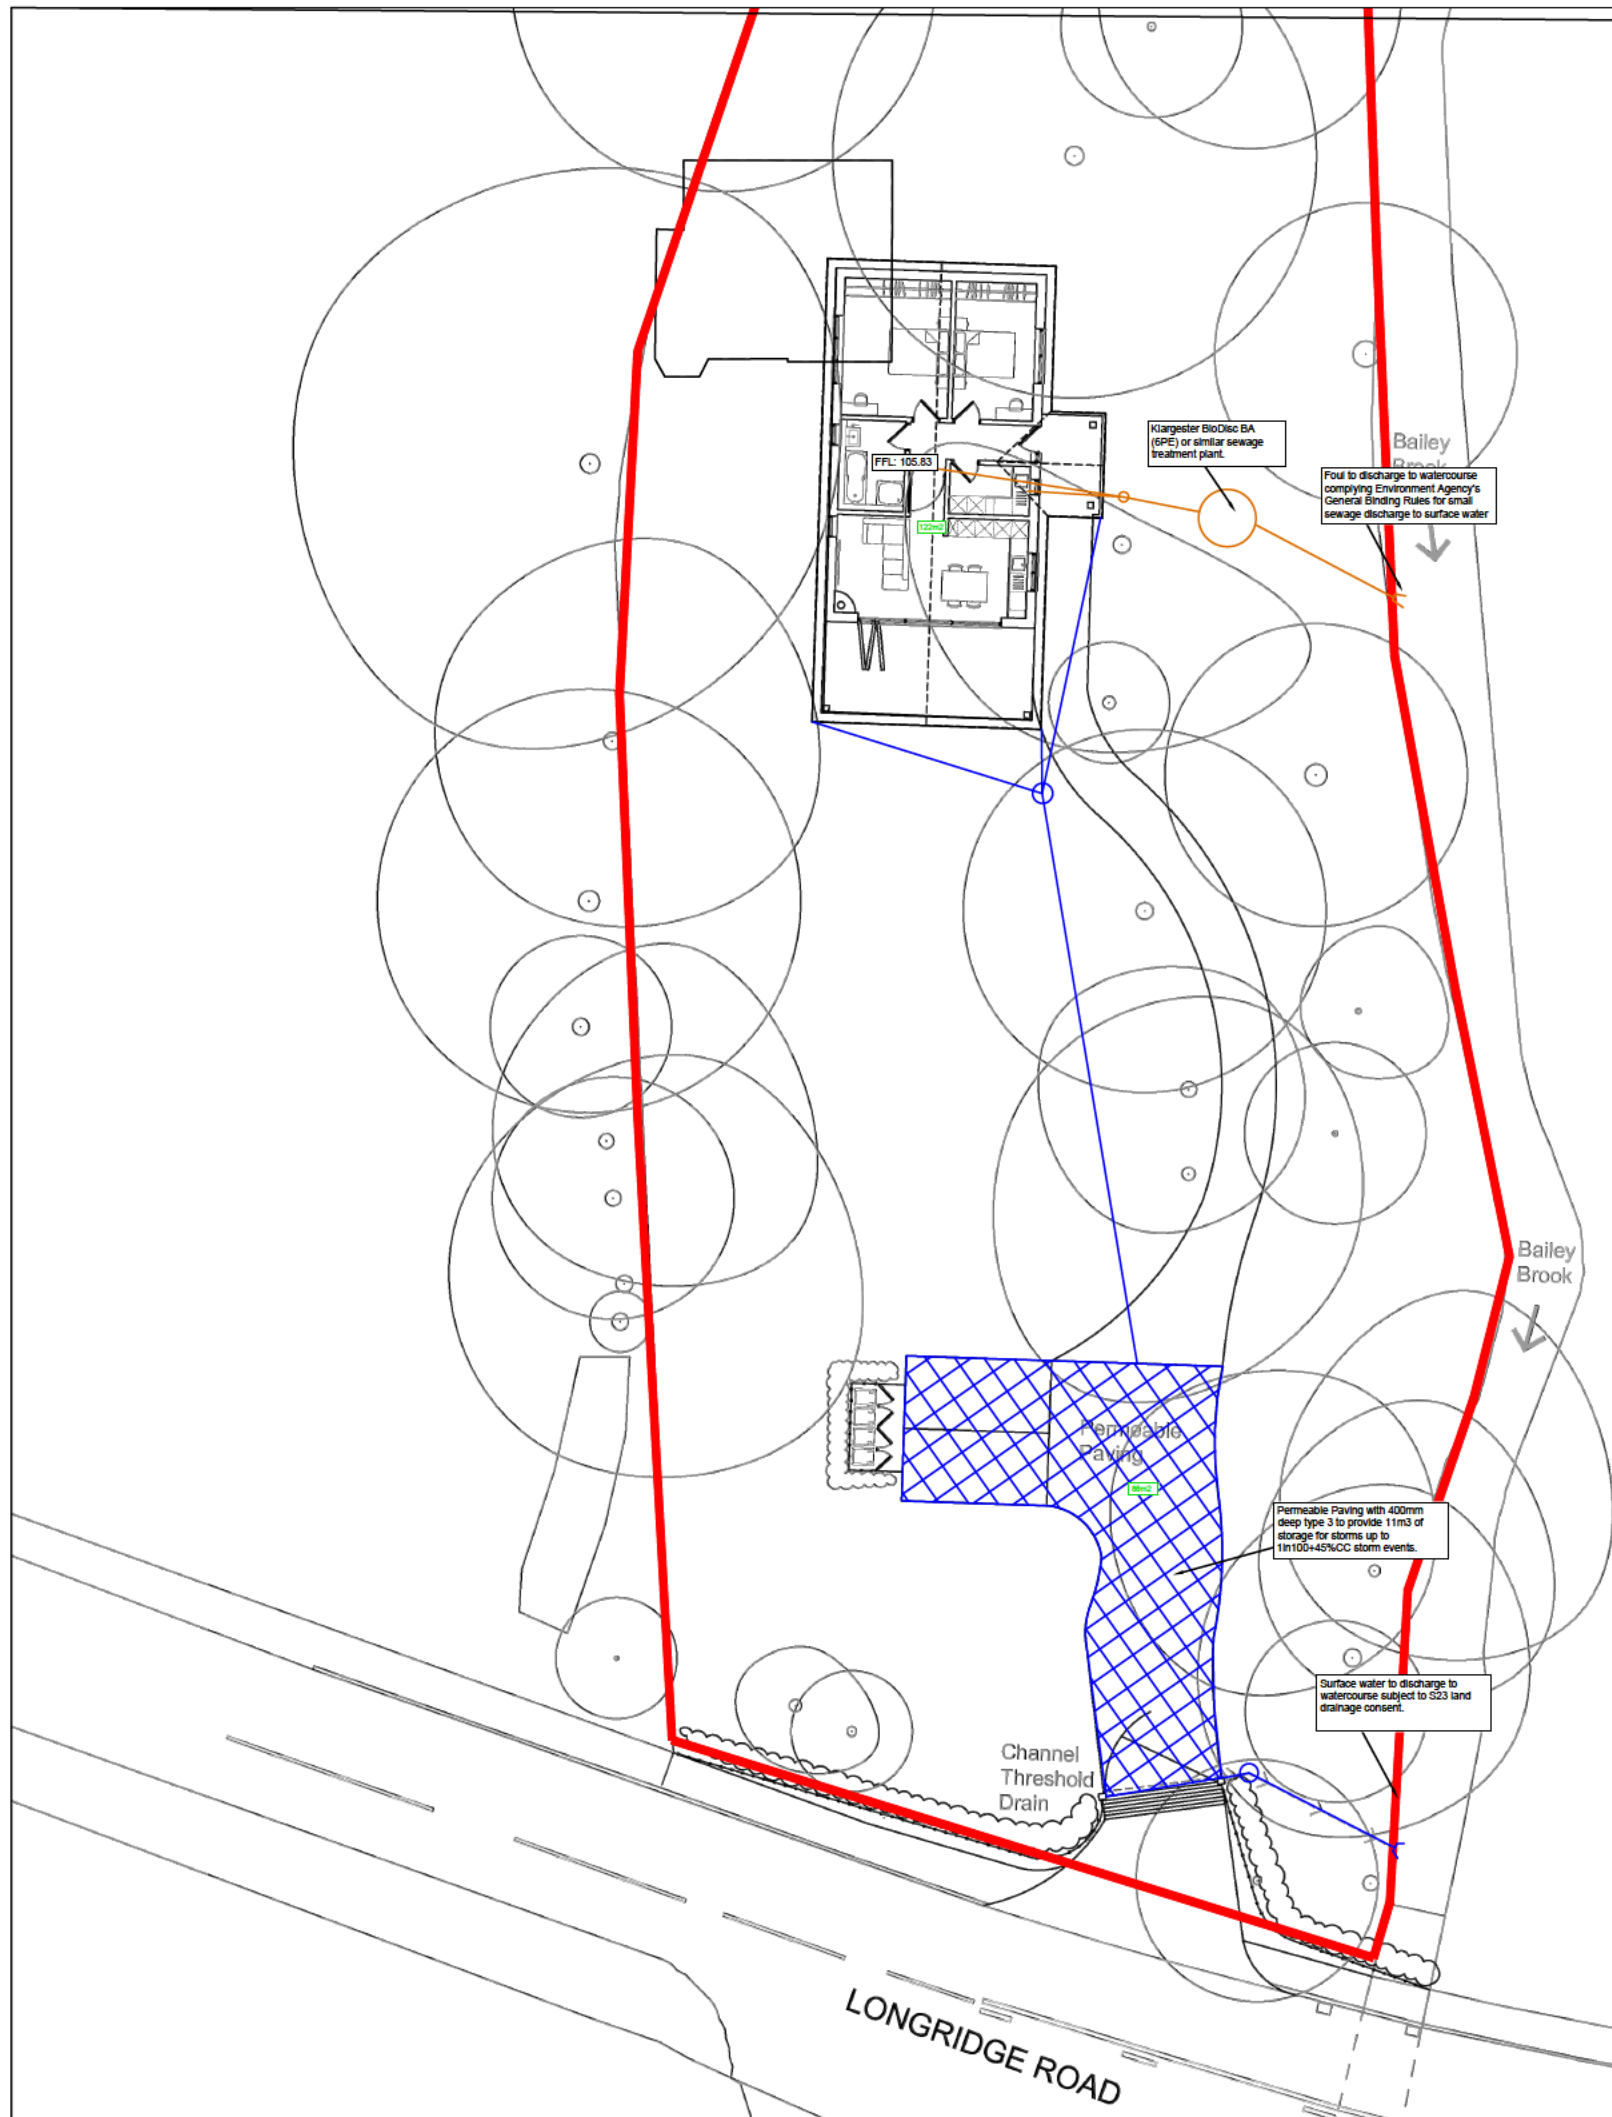 Klargester BioDisc BA
(6PE) or similar sewage
treatment plant.
Bailey
Brook
FFL: 105.83
Foul to discharge to watercourse
complying Environment Agency's
General Binding Rules for small
sewage discharge to surface water
122m2
Bailey
Brook
Permeable
Paving
88m2
Permeable Paving with 400mm
deep type 3 to provide 11m3 of
storage for storms up to
1in100+45%CC storm events.
Surface water to discharge to
watercourse subject to S23 land
drainage consent.
Channel
Threshold
Drain
LONGRIDGE ROAD